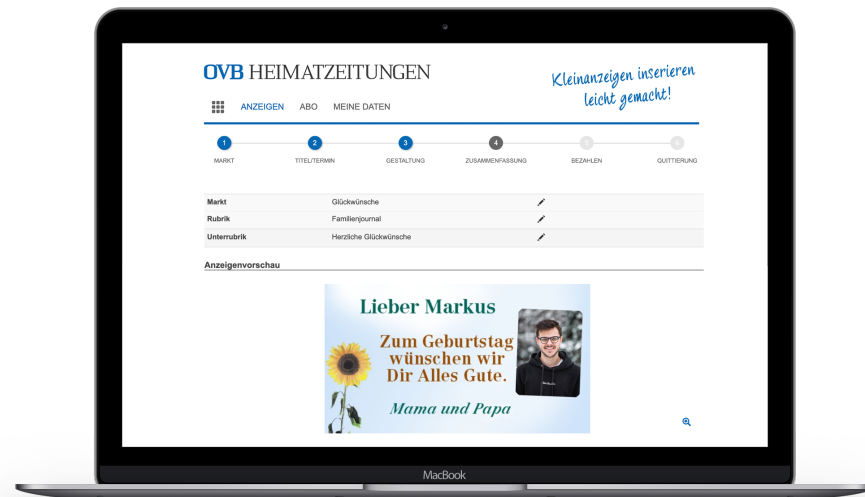 OVB HEIMATZEITUNGEN
Kleinanzeigen inserieren
leicht gemacht!
ANZEIGEN ABO MEINE DATEN
1 2 3 4
MARKT TITEL/TERMIN GESTALTUNG ZUSAMMENFASSUNG BEZAHLEN QUITTIERUNG
Markt Glückwünsche
Rubrik Familienjournal
Unterrubrik Herzliche Glückwünsche
Anzeigenvorschau
Lieber Markus
Zum Geburtstag
wünschen wir
Dir Alles Gute.
Mama und Papa
MacBook